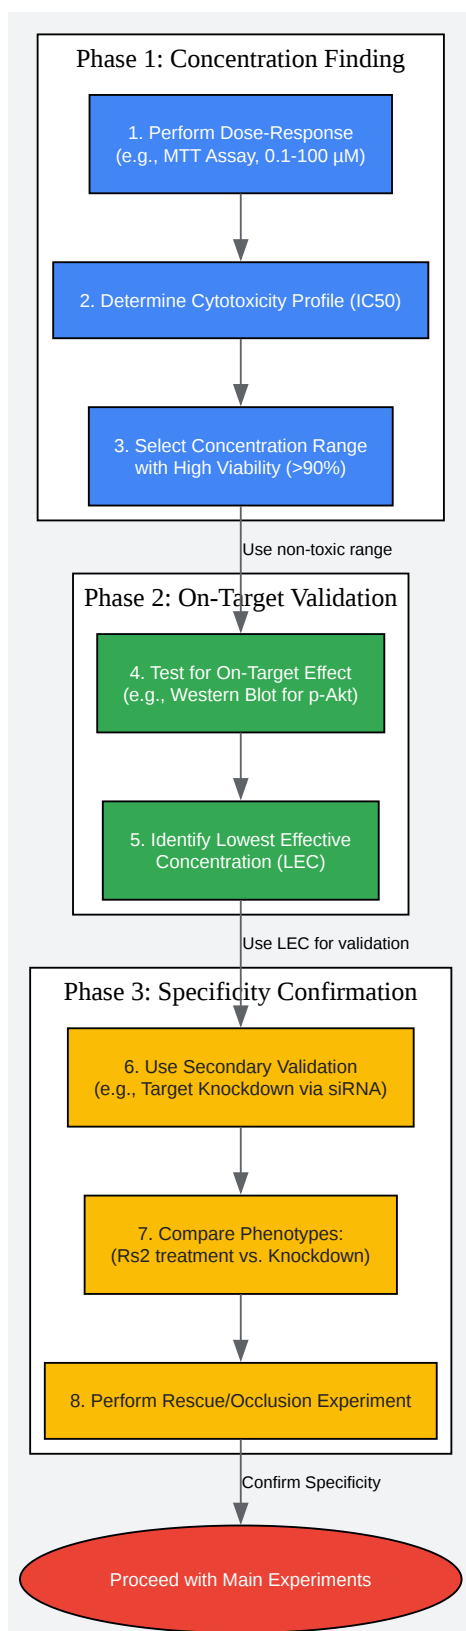 Phase 1: Concentration Finding
1. Perform Dose-Response
(e.g., MTT Assay, 0.1-100 µM)
2. Determine Cytotoxicity Profile (IC50)
3. Select Concentration Range
with High Viability (>90%)
Use non-toxic range
Phase 2: On-Target Validation
4. Test for On-Target Effect
(e.g., Western Blot for p-Akt)
5. Identify Lowest Effective
Concentration (LEC)
Use LEC for validation
Phase 3: Specificity Confirmation
6. Use Secondary Validation
(e.g., Target Knockdown via siRNA)
7. Compare Phenotypes:
(Rs2 treatment vs. Knockdown)
8. Perform Rescue/Occlusion Experiment
Confirm Specificity
Proceed with Main Experiments